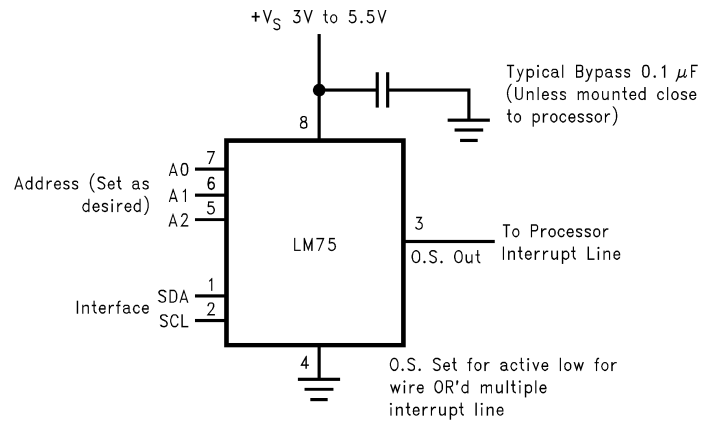 +VS 3V to 5.5V
Typical Bypass 0.1 µF
(Unless mounted close
to processor)
8
Address (Set as
desired)
A0 7
A1 6
A2 5
LM75
3
O.S. Out
To Processor
Interrupt Line
Interface
SDA 1
SCL 2
4
O.S. Set for active low for
wire OR'd multiple
interrupt line